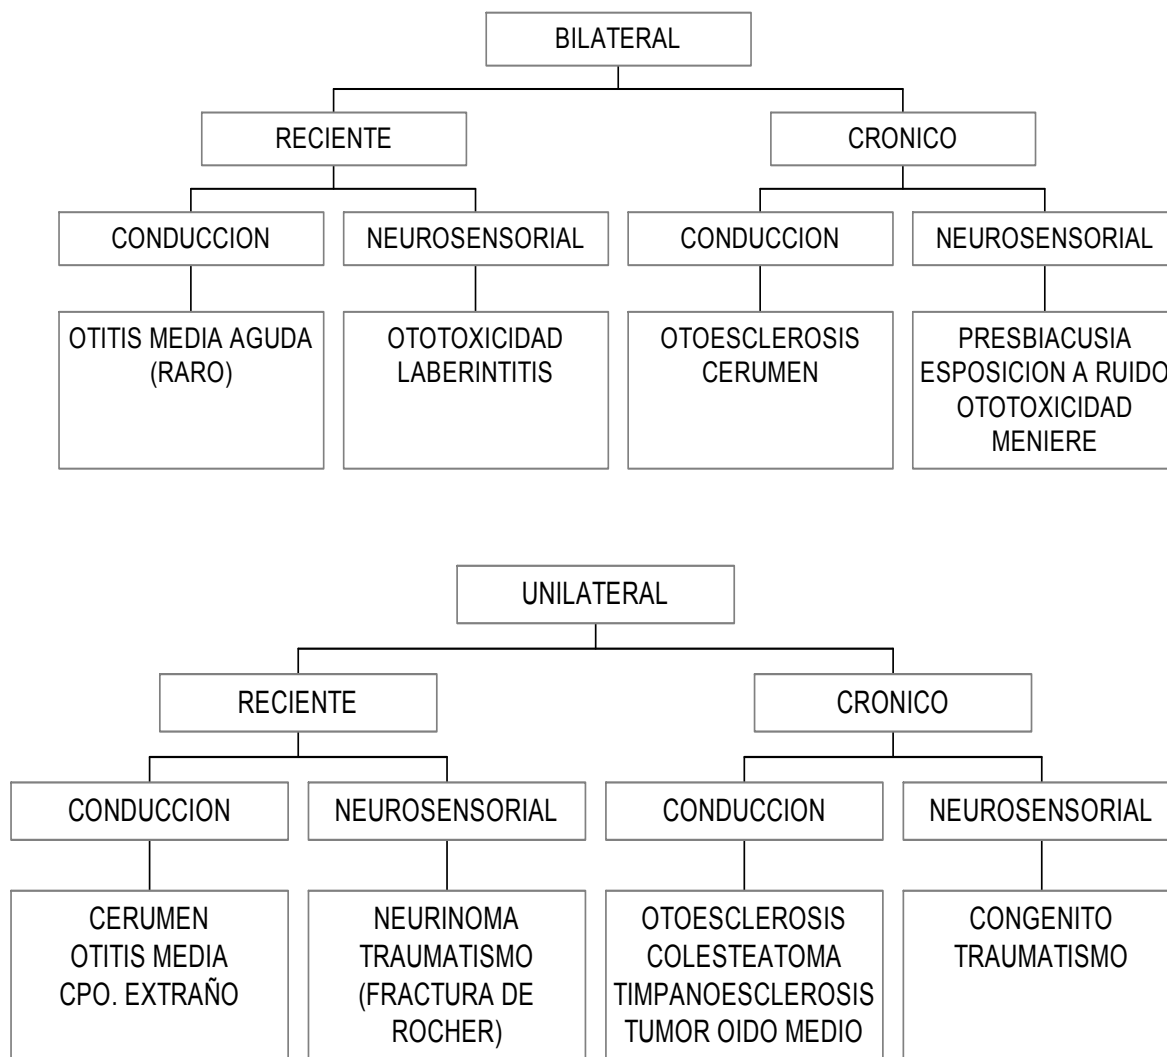 BILATERAL
RECIENTE
CRONICO
CONDUCCION
NEUROSENSORIAL
CONDUCCION
NEUROSENSORIAL
OTITIS MEDIA AGUDA
(RARO)
OTOTOXICIDAD
LABERINTITIS
OTOESCLEROSIS
CERUMEN
PRESBIACUSIA
ESPOSICION A RUIDO
OTOTOXICIDAD
MENIERE
UNILATERAL
RECIENTE
CRONICO
CONDUCCION
NEUROSENSORIAL
CONDUCCION
NEUROSENSORIAL
CERUMEN
OTITIS MEDIA
CPO. EXTRAÑO
NEURINOMA
TRAUMATISMO
(FRACTURA DE
ROCHER)
OTOESCLEROSIS
COLESTEATOMA
TIMPANOESCLEROSIS
TUMOR OIDO MEDIO
CONGENITO
TRAUMATISMO